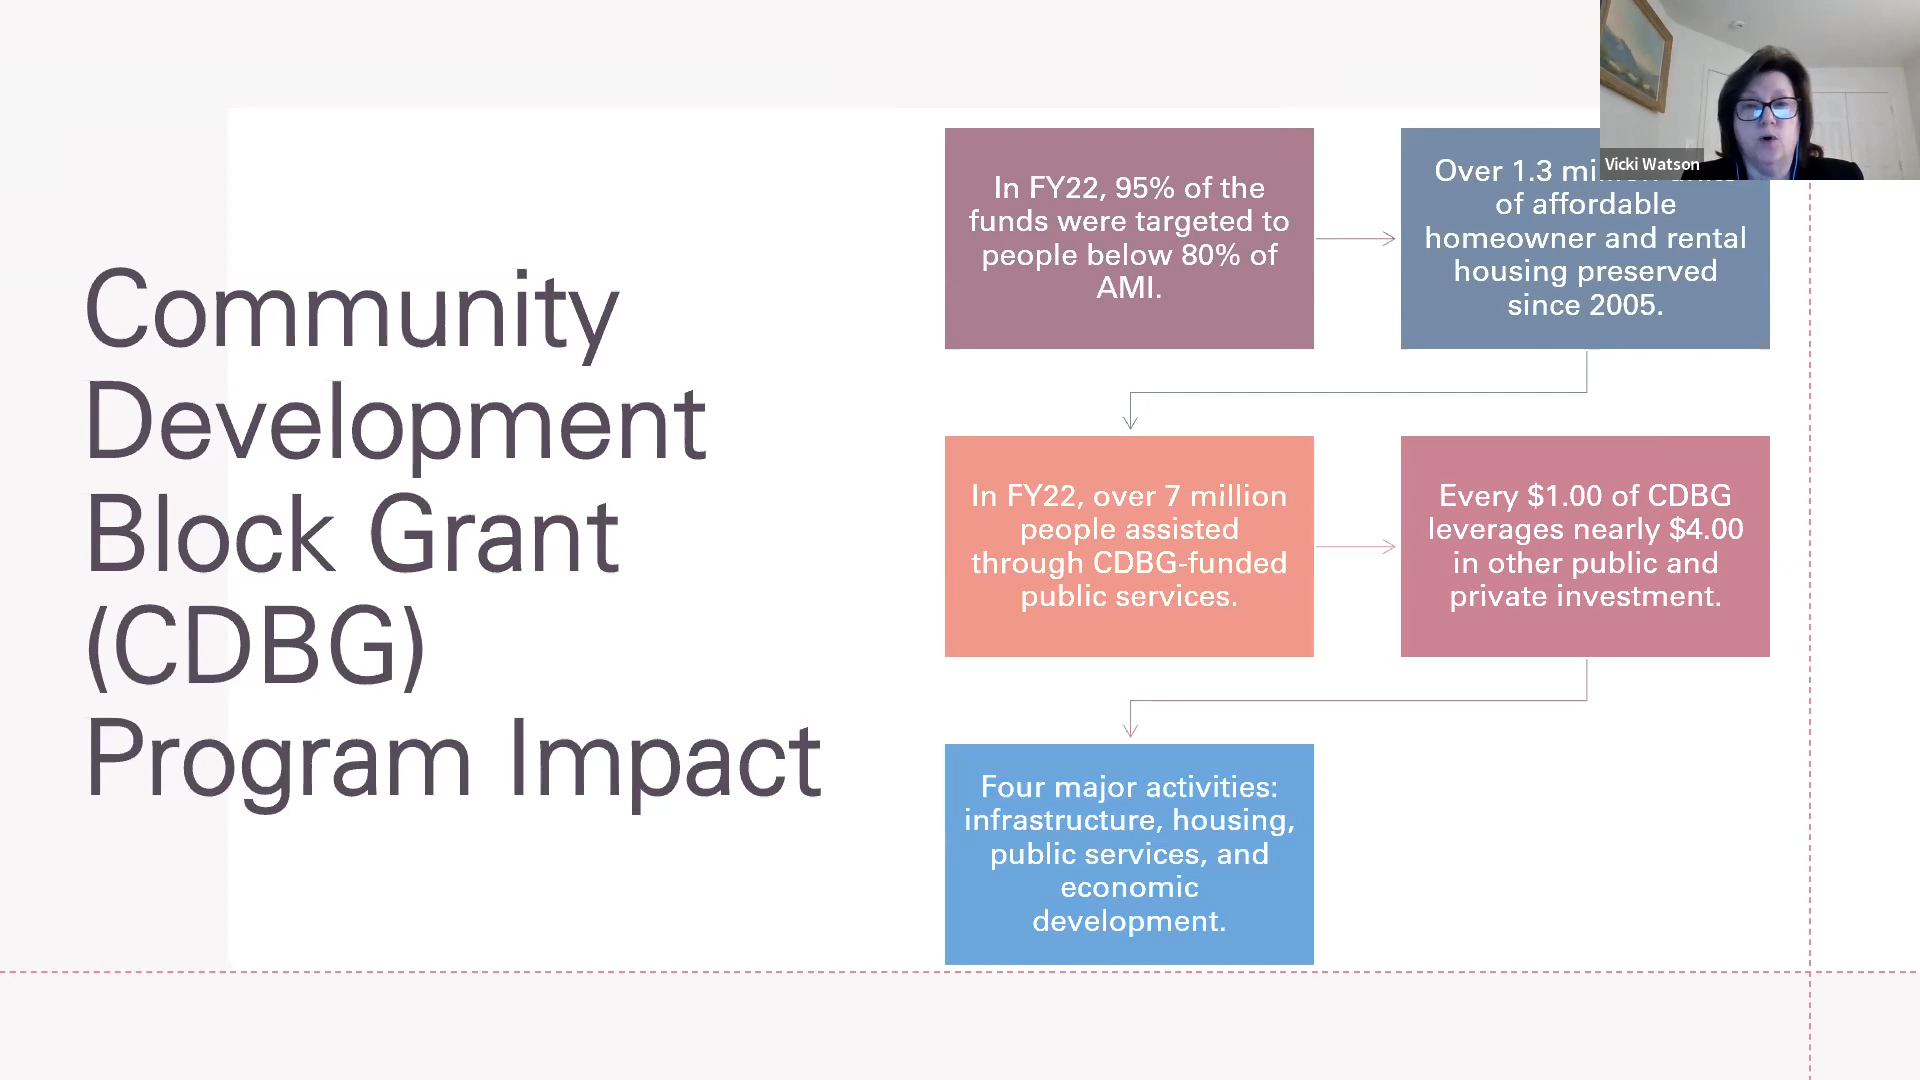 Community
Development
Block Grant
(CDBG)
Program Impact
In FY22, 95% of the
funds were targeted to
people below 80% of
AMI.
Over 1.3
of affordable
homeowner and rental
housing preserved
since 2005.
In FY22, over 7 million
people assisted
through CDBG-funded
public services.
Every $1.00 of CDBG
leverages nearly $4.00
in other public and
private investment.
Four major activities:
infrastructure, housing,
public services, and
economic
development.
Vicki Watson